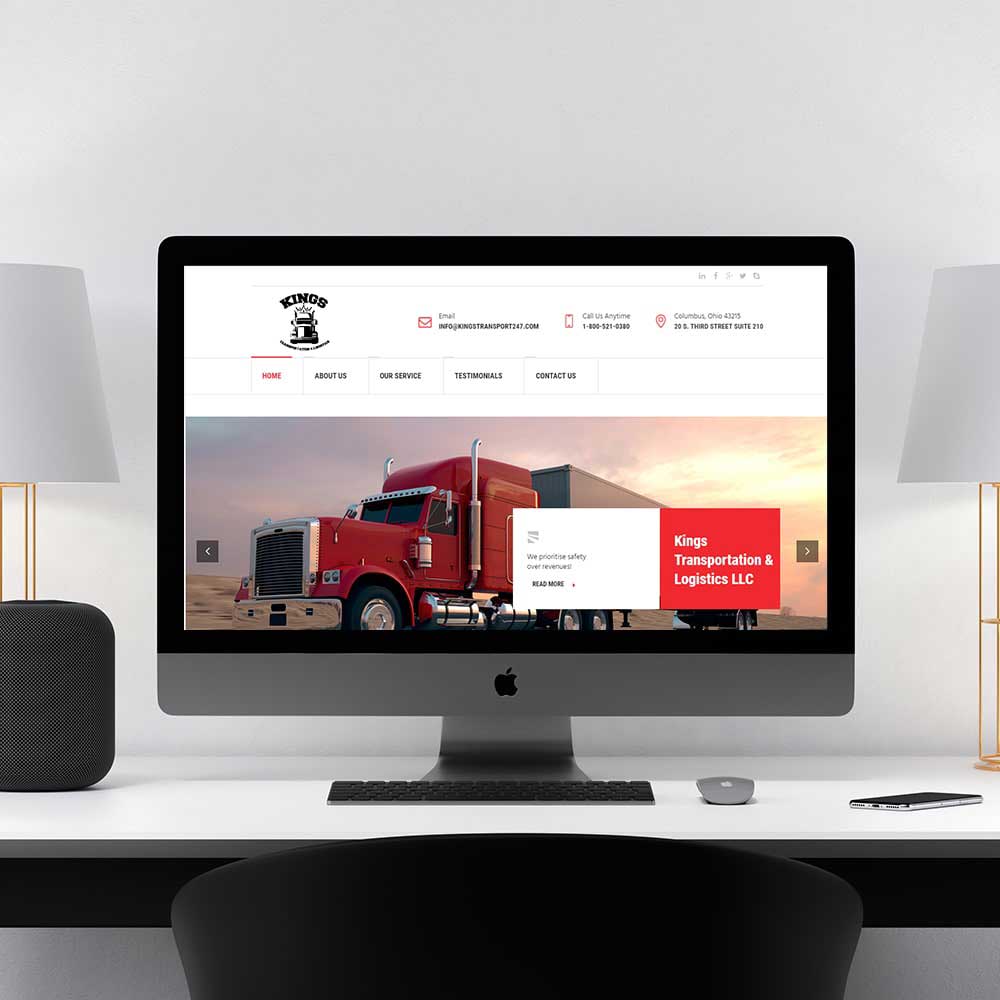 KINGS
TRANSPORTATION & LOGISTICS
Email
INFO@KINGSTRANSPORT247.COM
Call Us Anytime
1-800-521-0380
Columbus, Ohio 43215
20 S. THIRD STREET SUITE 210
HOME
ABOUT US
OUR SERVICE
TESTIMONIALS
CONTACT US
We prioritise safety
over revenues!
READ MORE
Kings
Transportation &
Logistics LLC